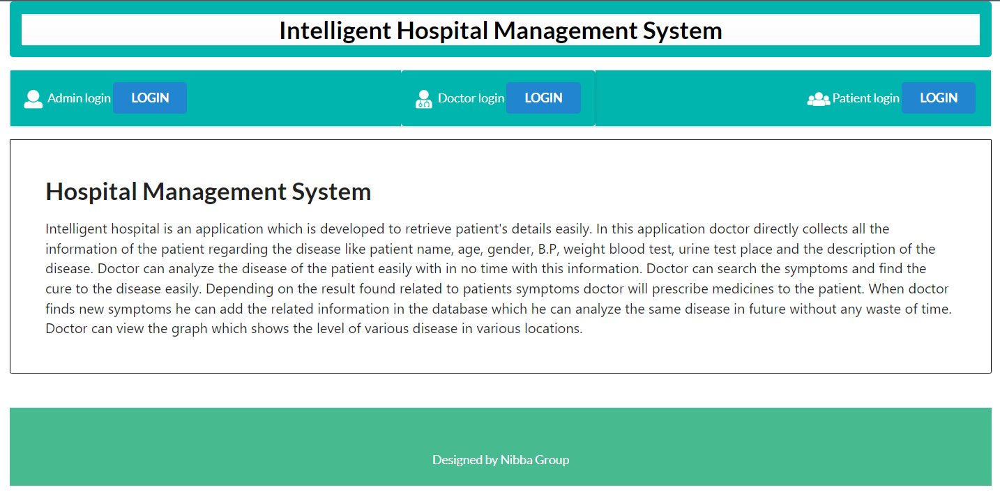 Intelligent Hospital Management System
Admin login LOGIN Doctor login LOGIN Patient login LOGIN
Hospital Management System
Intelligent hospital is an application which is developed to retrieve patient's details easily. In this application doctor directly collects all the
information of the patient regarding the disease like patient name, age, gender, B.P, weight blood test, urine test place and the description of the
disease. Doctor can analyze the disease of the patient easily with in no time with this information. Doctor can search the symptoms and find the
cure to the disease easily. Depending on the result found related to patients symptoms doctor will prescribe medicines to the patient. When doctor
finds new symptoms he can add the related information in the database which he can analyze the same disease in future without any waste of time.
Doctor can view the graph which shows the level of various disease in various locations.
Designed by Nibba Group